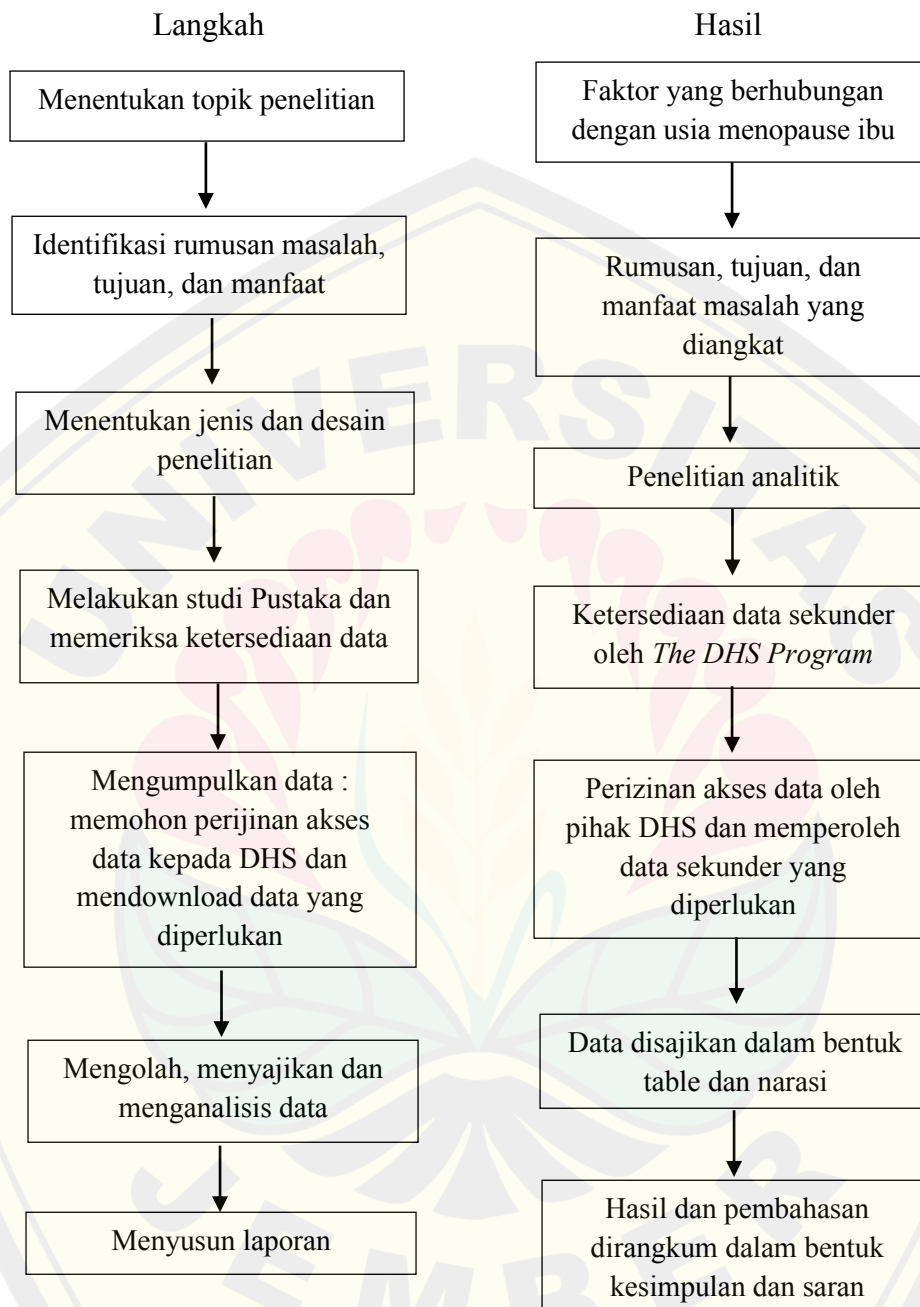 Langkah
Menentukan topik penelitian
Identifikasi rumusan masalah,
tujuan, dan manfaat
Menentukan jenis dan desain
penelitian
Melakukan studi Pustaka dan
memeriksa ketersediaan data
Mengumpulkan data :
memohon perijinan akses
data kepada DHS dan
mendownload data yang
diperlukan
Mengolah, menyajikan dan
menganalisis data
Menyusun laporan
Hasil
Faktor yang berhubungan
dengan usia menopause ibu
Rumusan, tujuan, dan
manfaat masalah yang
diangkat
Penelitian analitik
Ketersediaan data sekunder
oleh The DHS Program
Perizinan akses data oleh
pihak DHS dan memperoleh
data sekunder yang
diperlukan
Data disajikan dalam bentuk
table dan narasi
Hasil dan pembahasan
dirangkum dalam bentuk
kesimpulan dan saran
UNIVERSITAS
JEMBER